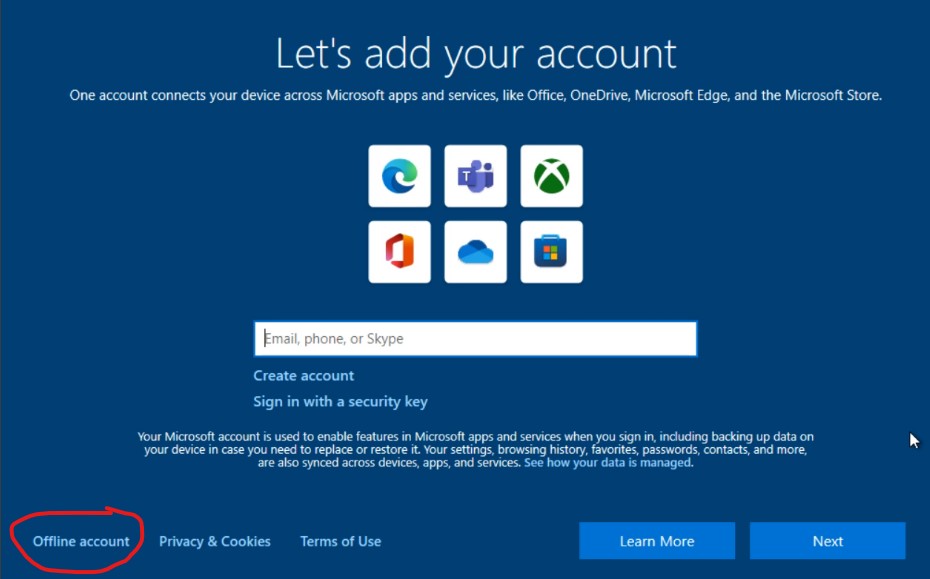 Let's add your account
One account connects your device across Microsoft apps and services, like Office, OneDrive, Microsoft Edge, and the Microsoft Store.
T
Email, phone, or Skype
Create account
Sign in with a security key
Your Microsoft account is used to enable features in Microsoft apps and services when you sign in, including backing up data on
your device in case you need to replace or restore it. Your settings, browsing history, favorites, passwords, contacts, and more,
are also synced across devices, apps, and services. See how your data is managed.
Offline account Privacy & Cookies Terms of Use Learn More Next